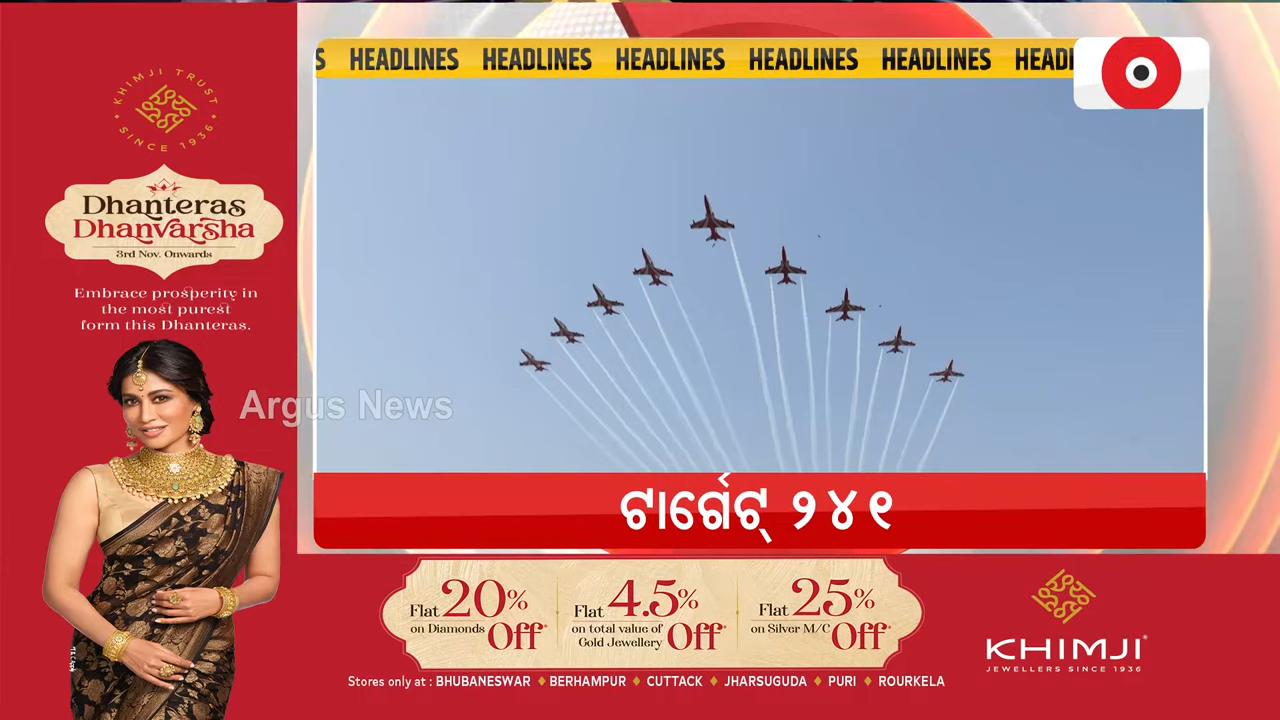 S HEADLINES HEADLINES HEADLINES HEADLINES HEADLINES HEADL
KHIMJI TRUST
SINCE 1936
Dhanteras
Dhanvarsha
3rd Nov. Onwards
Embrace prosperity in
the most purest
form this Dhanteras.
Argus News
ଟାର୍ଗେଟ୍ ୨୪୧
Flat 20%
on Diamonds Off*
Flat 4.5%
on total value of
Gold Jewellery Off*
Flat 25%
on Silver M/C Off*
KHIMJI
JEWELLERS SINCE 1936
Stores only at : BHUBANESWAR ♦ BERHAMPUR ♦ CUTTACK ♦ JHARSUGUDA ♦ PURI ♦ ROURKELA